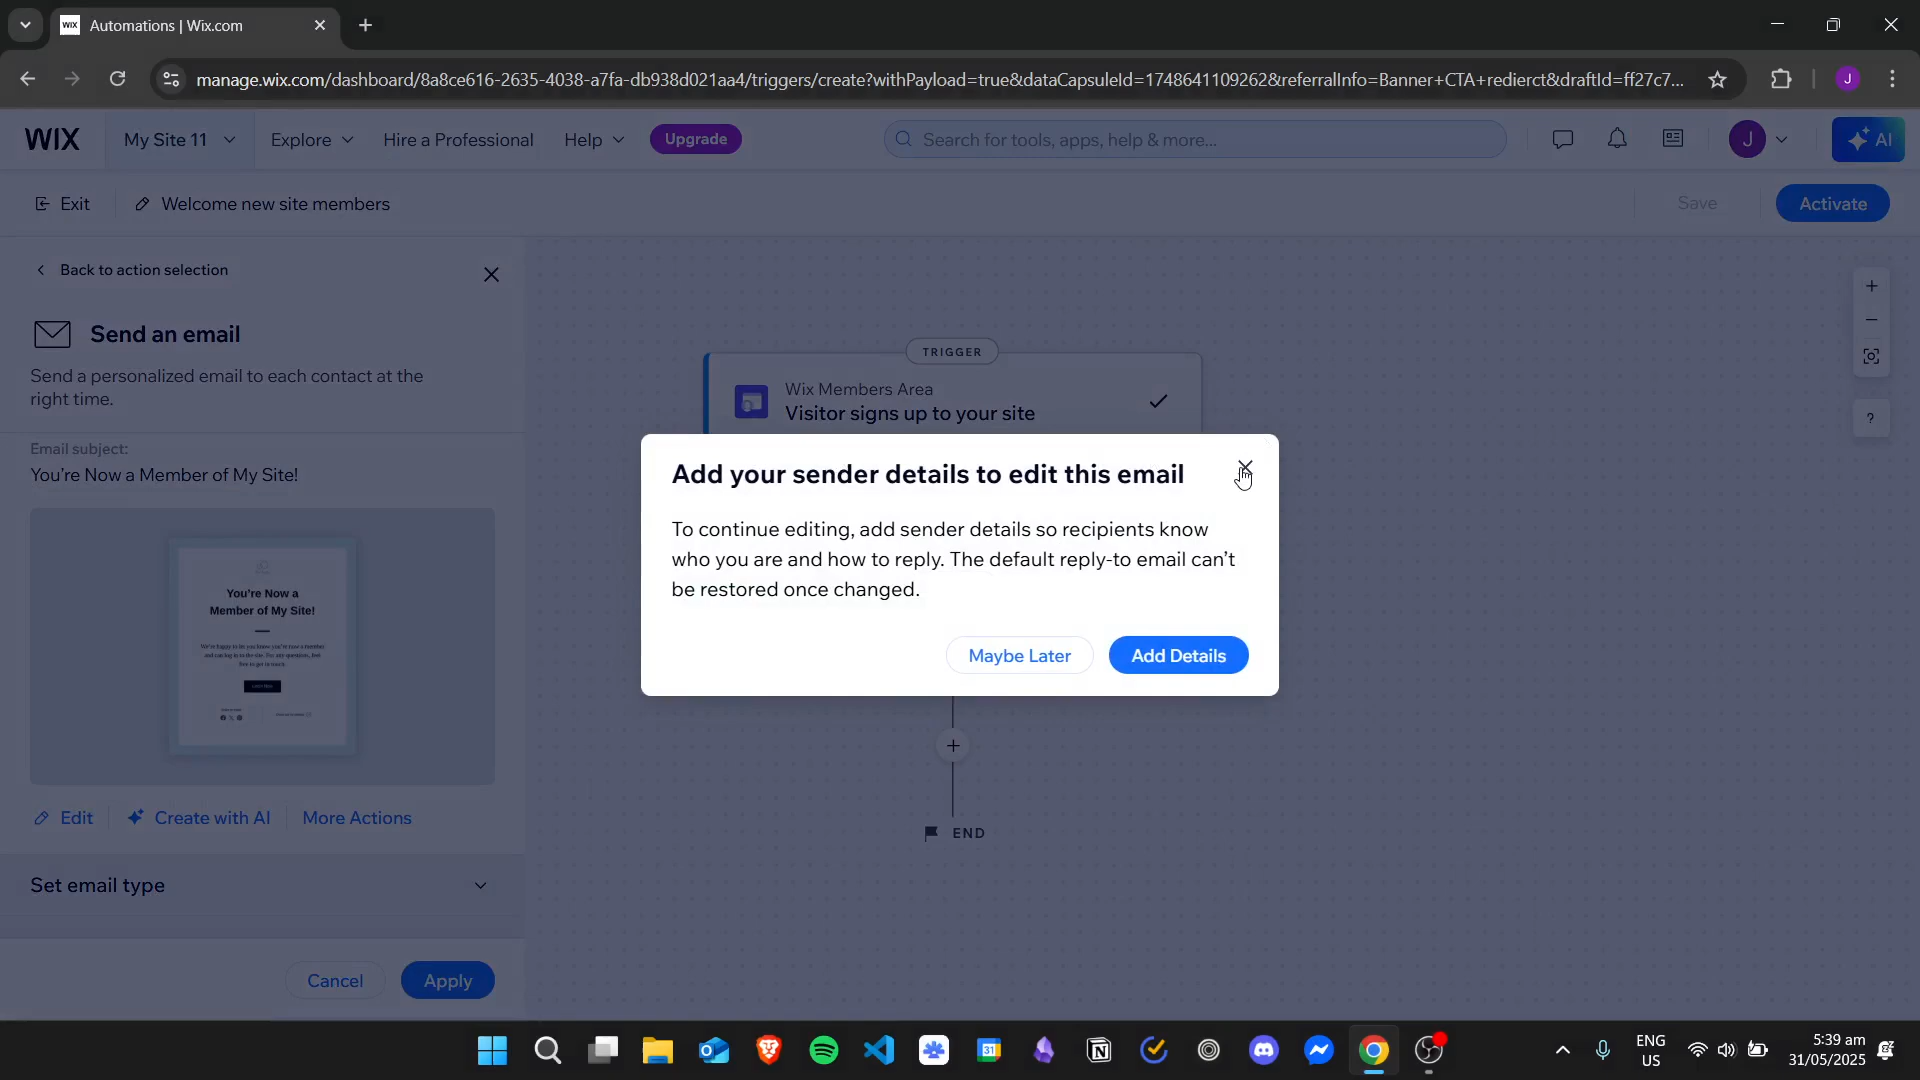 Automations | Wix.com
manage.wix.com/dashboard/8a8ce616-2635-4038-a7fa-db938d021aa4/triggers/create?withPayload=true&dataCapsuleId=174864110926​2&referralInfo=Banner+CTA+redierct&draftId=ff27c7...
J
WIX
My Site 11
Explore
Hire a Professional
Help
Upgrade
Search for tools, apps, help & more...
J
AI
Exit
Welcome new site members
Save
Activate
Back to action selection
Send an email
Send a personalized email to each contact at the
right time.
Email subject:
You're Now a Member of My Site!
You're Now a
Member of My Site!
Edit
Create with AI
More Actions
Set email type
Cancel
Apply
TRIGGER
Wix Members Area
Visitor signs up to your site
?
Add your sender details to edit this email
To continue editing, add sender details so recipients know
who you are and how to reply. The default reply-to email can't
be restored once changed.
Maybe Later
Add Details
END
ENG
US
5:39 am
31/05/2025